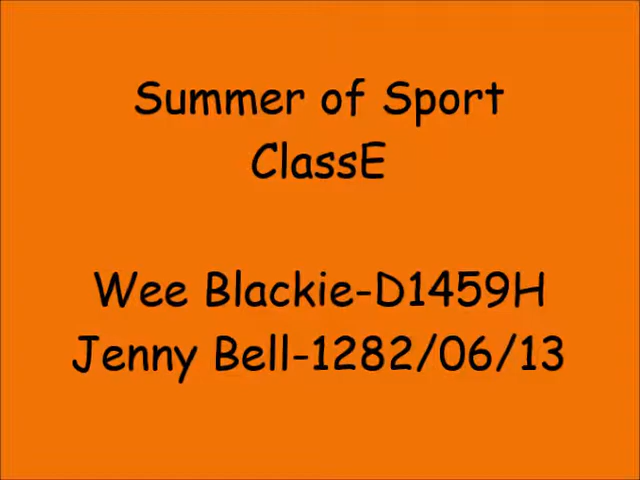 Summer of Sport
ClassE
Wee Blackie-D1459H
Jenny Bell-1282/06/13